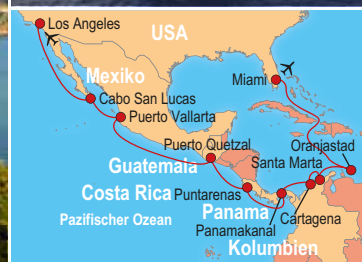 Los Angeles
USA
Mexiko
Miami
Cabo San Lucas
Puerto Vallarta
Puerto Quetzal
Oranjastad
Santa Marta
Guatemala
Costa Rica
Puntarenas
Panama
Cartagena
Pazifischer Ozean
Panamakanal
Kolumbien